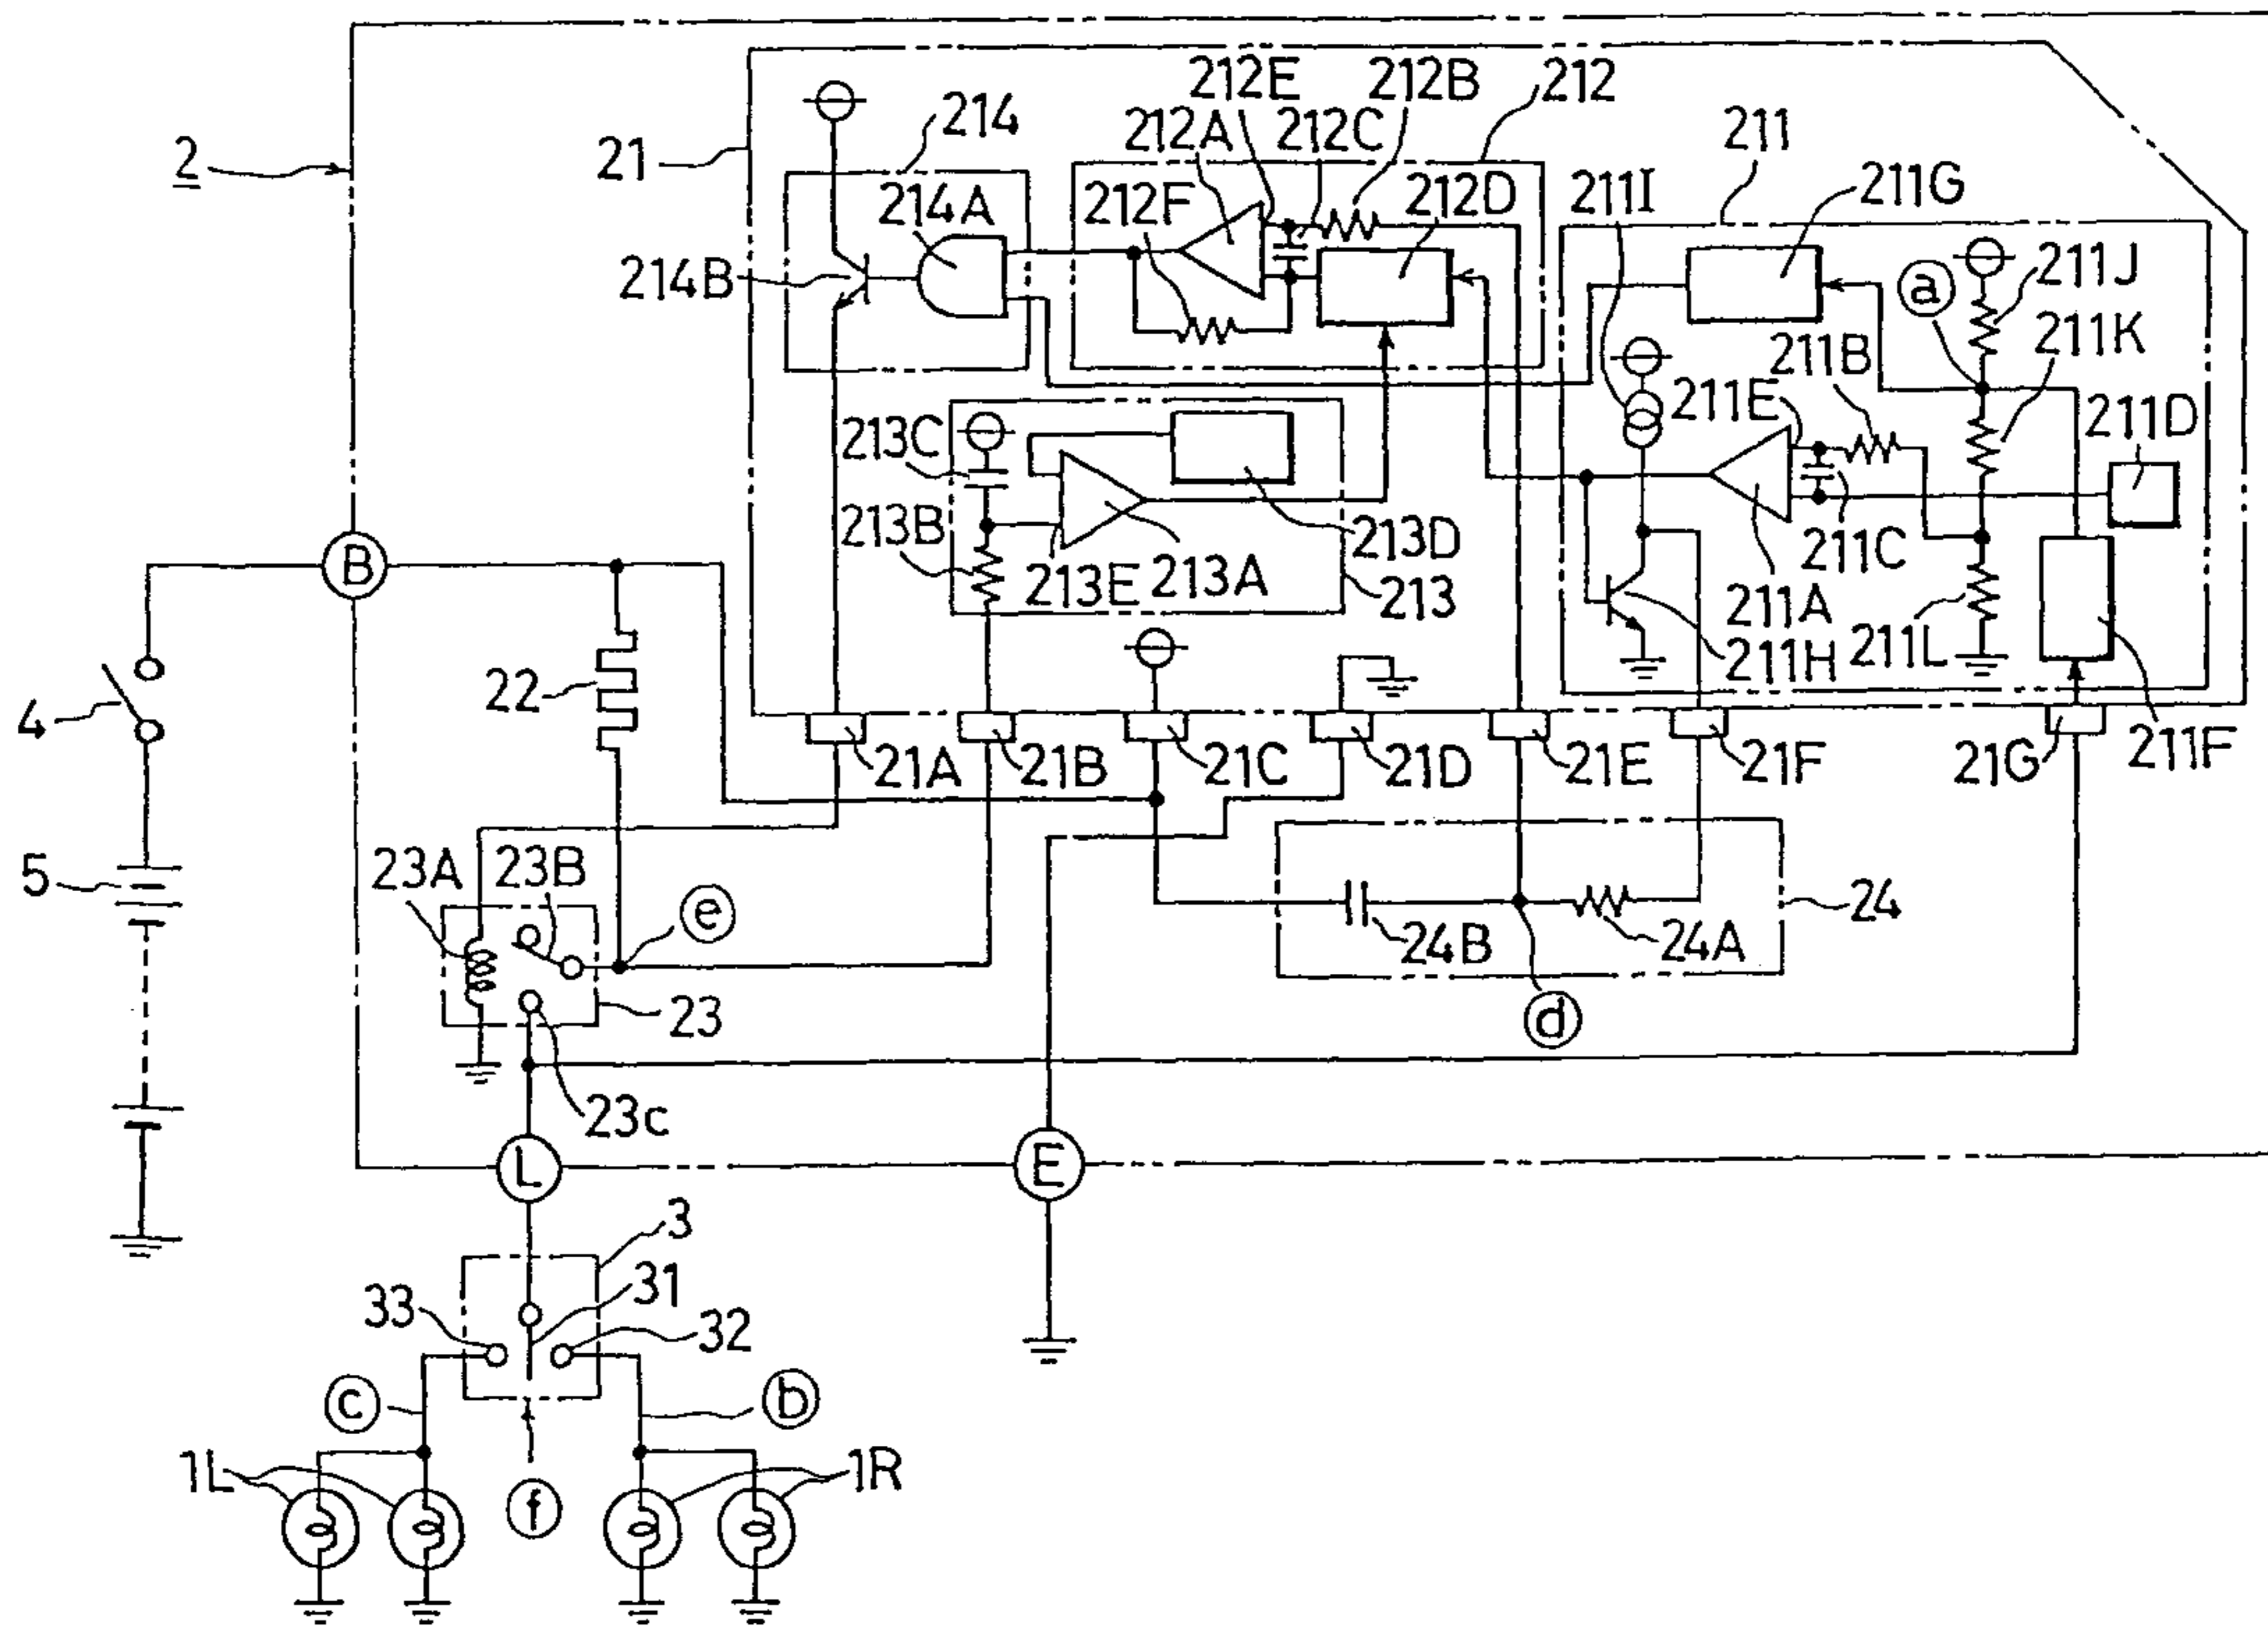 212E 212B 212
214 212A 212C 211
2 21 211I 211G
214A 212F 212D
214B a 211J
211B 211K
213C 211E 211D
213B 213D
B 213E 213A 213 211A 211C
22 211H 211L
4 21A 21B 21C 21D 21E 21F 21G 211F
5 23A 23B e 24
24B 24A
23 d
23c
L E
3
33 31
32
c b
1L 1R
f